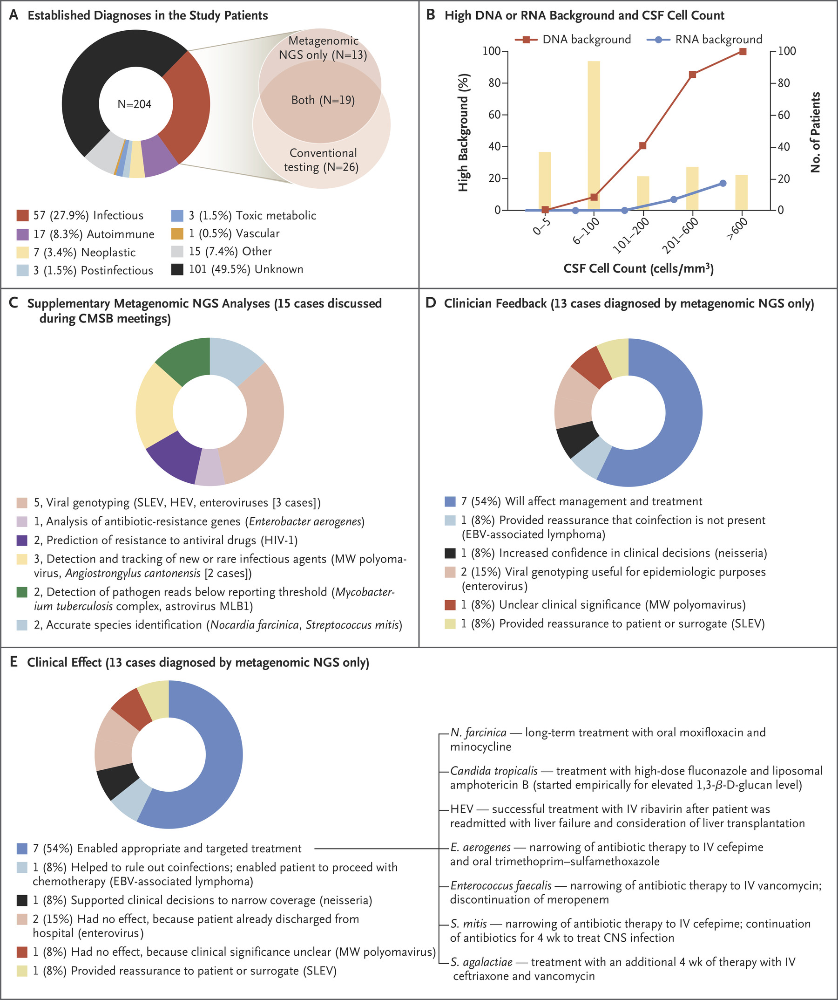 A Established Diagnoses in the Study Patients
Metagenomic
NGS only (N=13)
N=204
Both (N=19)
Conventional
testing (N=26)
57 (27.9%) Infectious
17 (8.3%) Autoimmune
7 (3.4%) Neoplastic
3 (1.5%) Postinfectious
3 (1.5%) Toxic metabolic
1 (0.5%) Vascular
15 (7.4%) Other
101 (49.5%) Unknown
B High DNA or RNA Background and CSF Cell Count
DNA background
RNA background
High Background (%)
100
80
60
40
20
0
100
80
60
40
20
0
No. of Patients
0–5
6–100
101–200
201–600
>600
CSF Cell Count (cells/mm³)
C Supplementary Metagenomic NGS Analyses (15 cases discussed
during CMSB meetings)
5, Viral genotyping (SLEV, HEV, enteroviruses [3 cases])
1, Analysis of antibiotic-resistance genes (Enterobacter aerogenes)
2, Prediction of resistance to antiviral drugs (HIV-1)
3, Detection and tracking of new or rare infectious agents (MW polyoma-
virus, Angiostrongylus cantonensis [2 cases])
2, Detection of pathogen reads below reporting threshold (Mycobacter-
ium tuberculosis complex, astrovirus MLB1)
2, Accurate species identification (Nocardia farcinica, Streptococcus mitis)
D Clinician Feedback (13 cases diagnosed by metagenomic NGS only)
7 (54%) Will affect management and treatment
1 (8%) Provided reassurance that coinfection is not present
(EBV-associated lymphoma)
1 (8%) Increased confidence in clinical decisions (neisseria)
2 (15%) Viral genotyping useful for epidemiologic purposes
(enterovirus)
1 (8%) Unclear clinical significance (MW polyomavirus)
1 (8%) Provided reassurance to patient or surrogate (SLEV)
E Clinical Effect (13 cases diagnosed by metagenomic NGS only)
7 (54%) Enabled appropriate and targeted treatment
1 (8%) Helped to rule out coinfections; enabled patient to proceed with
chemotherapy (EBV-associated lymphoma)
1 (8%) Supported clinical decisions to narrow coverage (neisseria)
2 (15%) Had no effect, because patient already discharged from
hospital (enterovirus)
1 (8%) Had no effect, because clinical significance unclear (MW polyomavirus)
1 (8%) Provided reassurance to patient or surrogate (SLEV)
N. farcinica — long-term treatment with oral moxifloxacin and
minocycline
Candida tropicalis — treatment with high-dose fluconazole and liposomal
amphotericin B (started empirically for elevated 1,3-β-D-glucan level)
HEV — successful treatment with IV ribavirin after patient was
readmitted with liver failure and consideration of liver transplantation
E. aerogenes — narrowing of antibiotic therapy to IV cefepime
and oral trimethoprim–sulfamethoxazole
Enterococcus faecalis — narrowing of antibiotic therapy to IV vancomycin;
discontinuation of meropenem
S. mitis — narrowing of antibiotic therapy to IV cefepime; continuation
of antibiotics for 4 wk to treat CNS infection
S. agalactiae — treatment with an additional 4 wk of therapy with IV
ceftriaxone and vancomycin